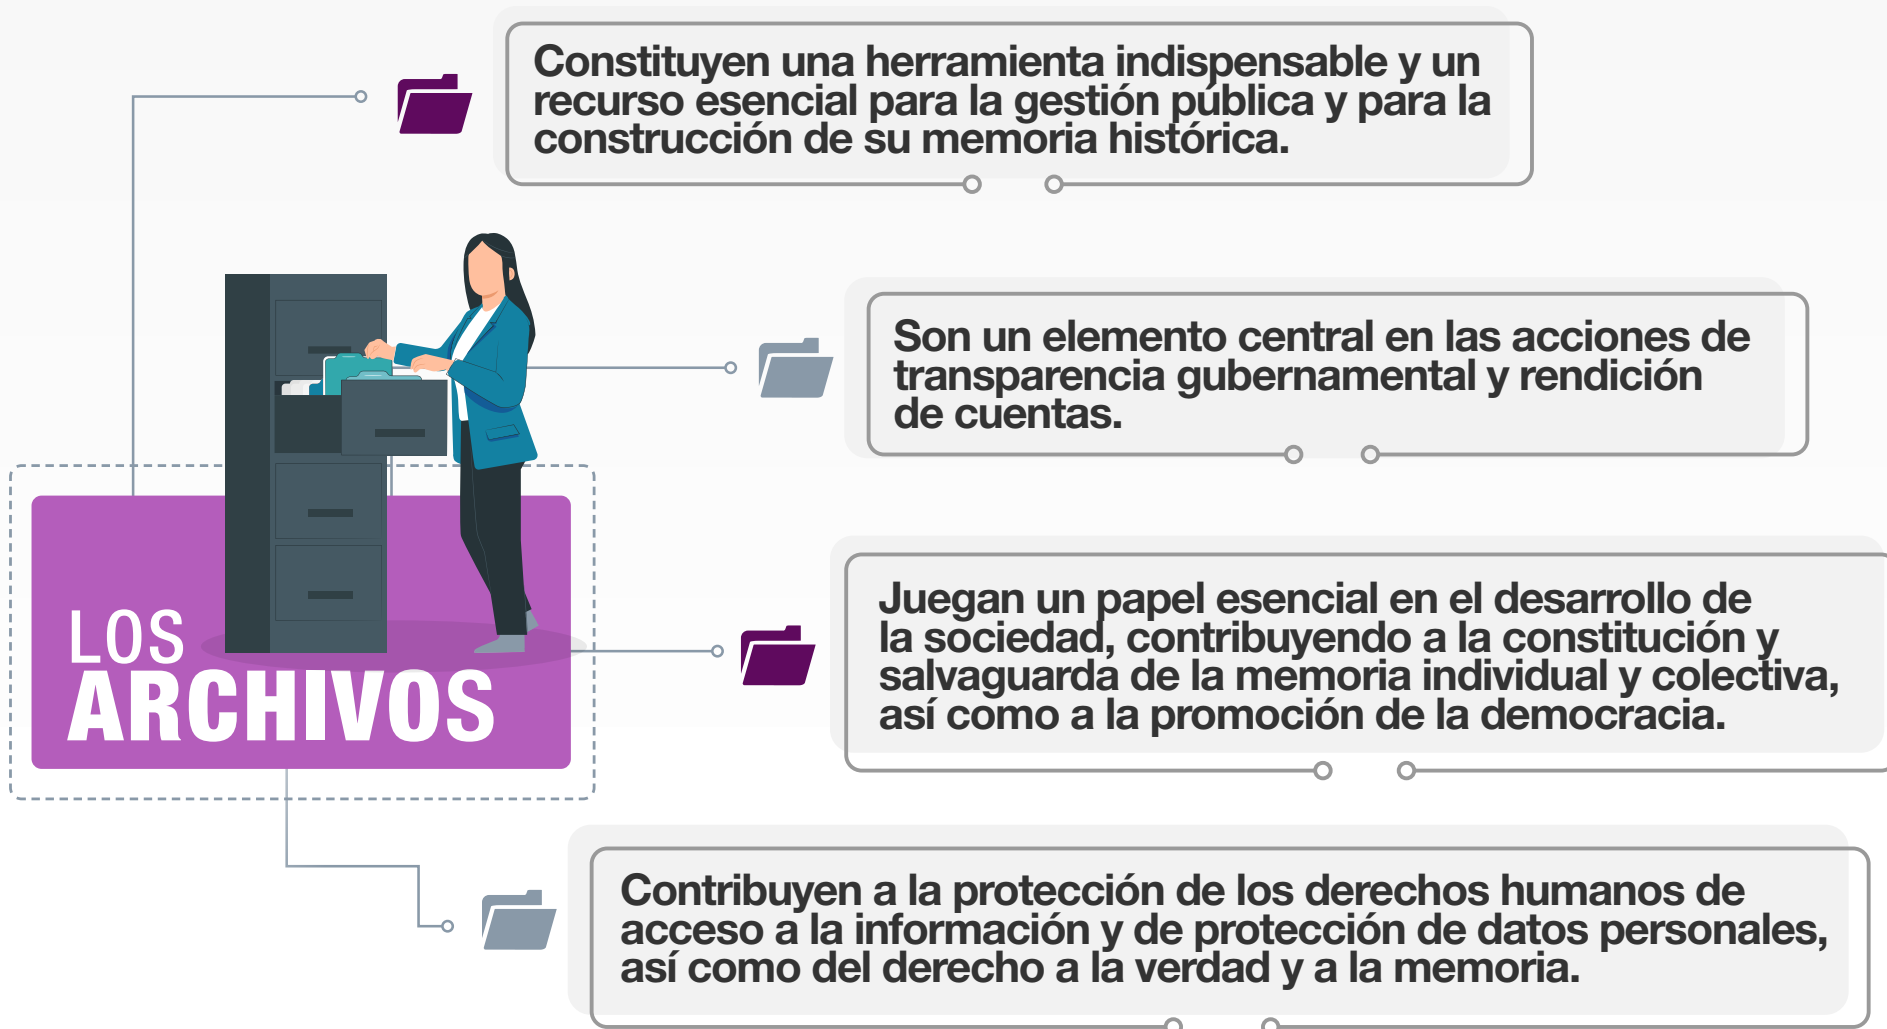 Constituyen una herramienta indispensable y un
recurso esencial para la gestión pública y para la
construcción de su memoria histórica.
Son un elemento central en las acciones de
transparencia gubernamental y rendición
de cuentas.
LOS
ARCHIVOS
Juegan un papel esencial en el desarrollo de
la sociedad, contribuyendo a la constitución y
salvaguarda de la memoria individual y colectiva,
así como a la promoción de la democracia.
Contribuyen a la protección de los derechos humanos de
acceso a la información y de protección de datos personales,
así como del derecho a la verdad y a la memoria.